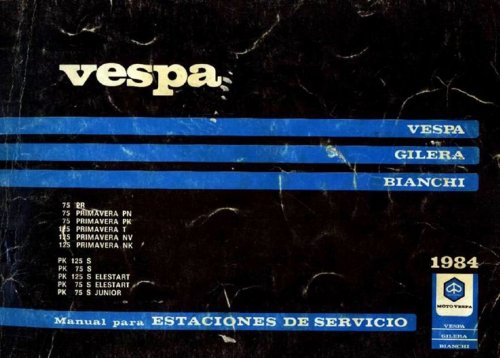 vespa
VESPA
GILERA
BIANCHI
75 PR
75 PRIMAVERA PN
75 PRIMAVERA PK
125 PRIMAVERA T
125 PRIMAVERA NV
125 PRIMAVERA NK
PK 125 S
PK 75 S
PK 125 S ELESTART
PK 75 S ELESTART
PK 75 S JUNIOR
1984
MOTO VESPA
VESPA
GILERA
BIANCHI
Manual para ESTACIONES DE SERVICIO